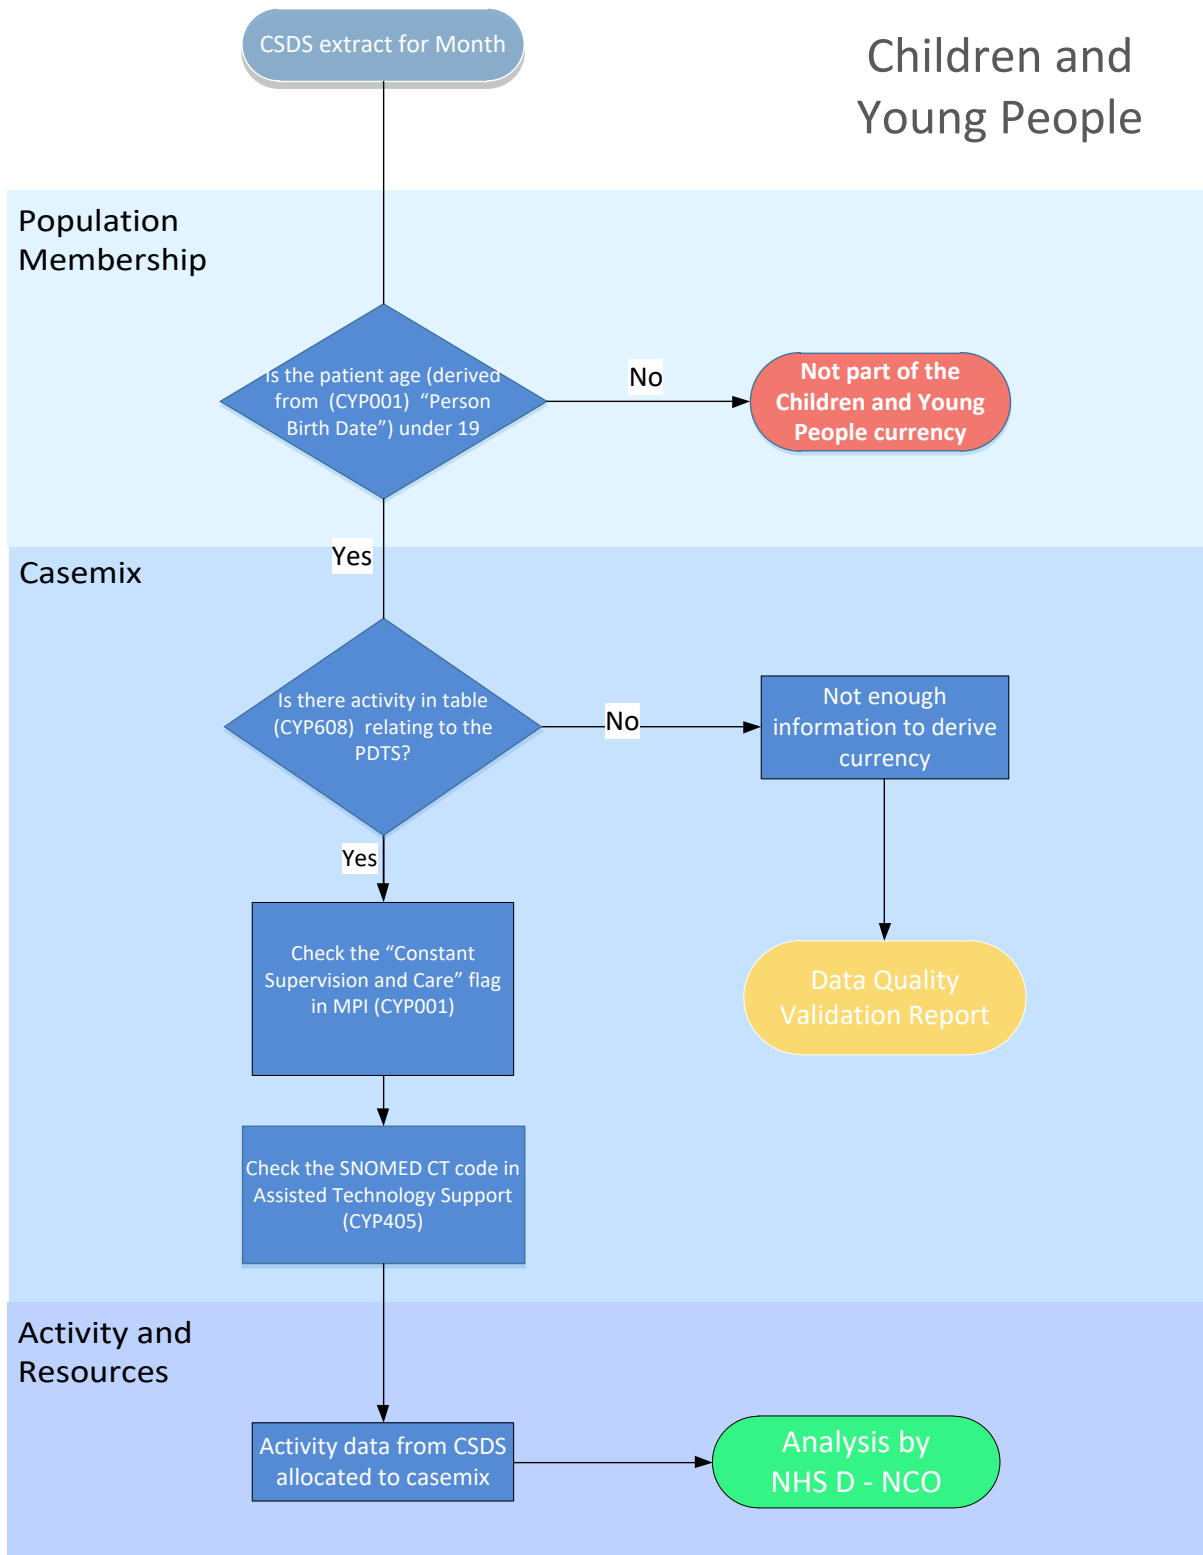 CSDS extract for Month
Children and
Young People
Population
Membership
Is the patient age (derived
from (CYP001) “Person
Birth Date”) under 19
No
Not part of the
Children and Young
People currency
Yes
Casemix
Is there activity in table
(CYP608) relating to the
PDTS?
No
Not enough
information to derive
currency
Yes
Check the “Constant
Supervision and Care” flag
in MPI (CYP001)
Data Quality
Validation Report
Check the SNOMED CT code in
Assisted Technology Support
(CYP405)
Activity and
Resources
Activity data from CSDS
allocated to casemix
Analysis by
NHS D - NCO